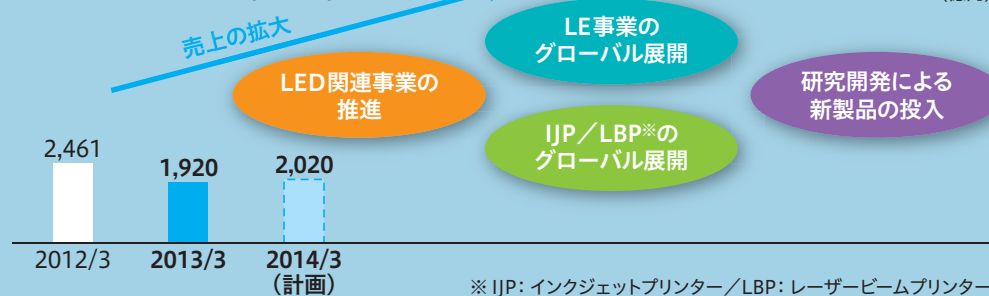 売上の拡大
LE事業の
グローバル展開
LED関連事業の
推進
研究開発による
新製品の投入
IJP／LBP※の
グローバル展開
2,461
1,920
2,020
2012/3
2013/3
2014/3
（計画）
※ IJP：インクジェットプリンター／LBP：レーザービームプリンター